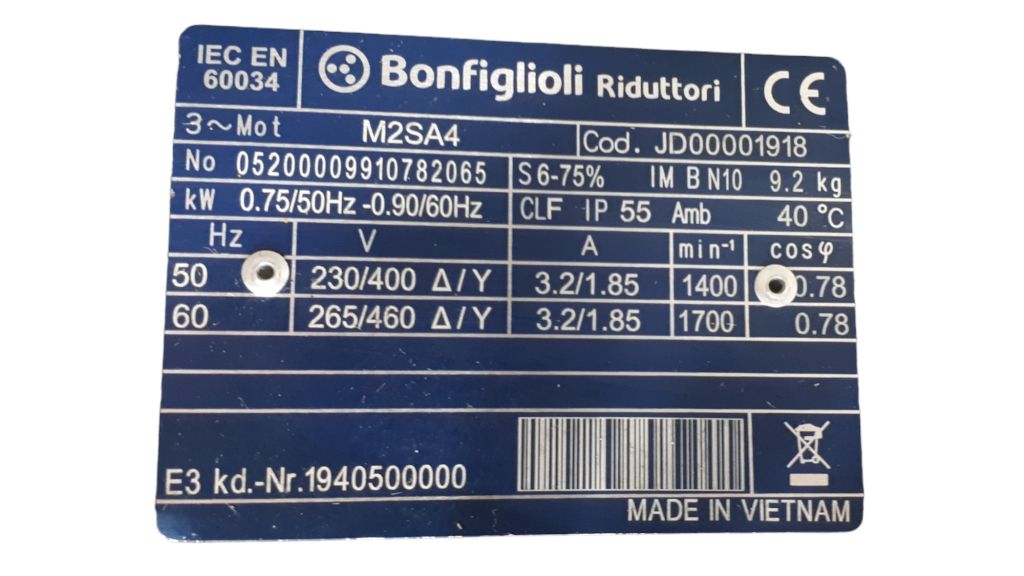 IEC EN
60034
Bonfiglioli Riduttori
CE
3~Mot M2SA4 Cod. JD00001918
No 05200009910782065 S6-75% IM B N10 9.2 kg
kW 0.75/50Hz -0.90/60Hz CLF IP 55 Amb 40 °C
Hz V A min-¹ cosφ
50 230/400 Δ/Y 3.2/1.85 1400 0.78
60 265/460 Δ/Y 3.2/1.85 1700 0.78
E3 kd.-Nr.1940500000
MADE IN VIETNAM